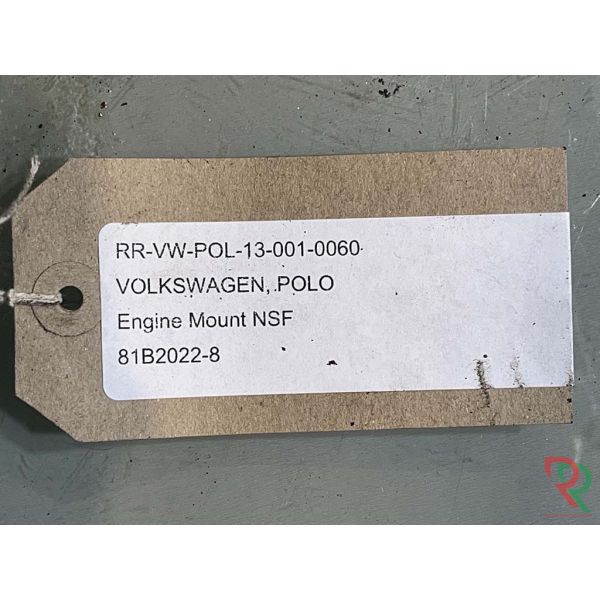 RR-VW-POL-13-001-0060
VOLKSWAGEN, POLO
Engine Mount NSF
81B2022-8